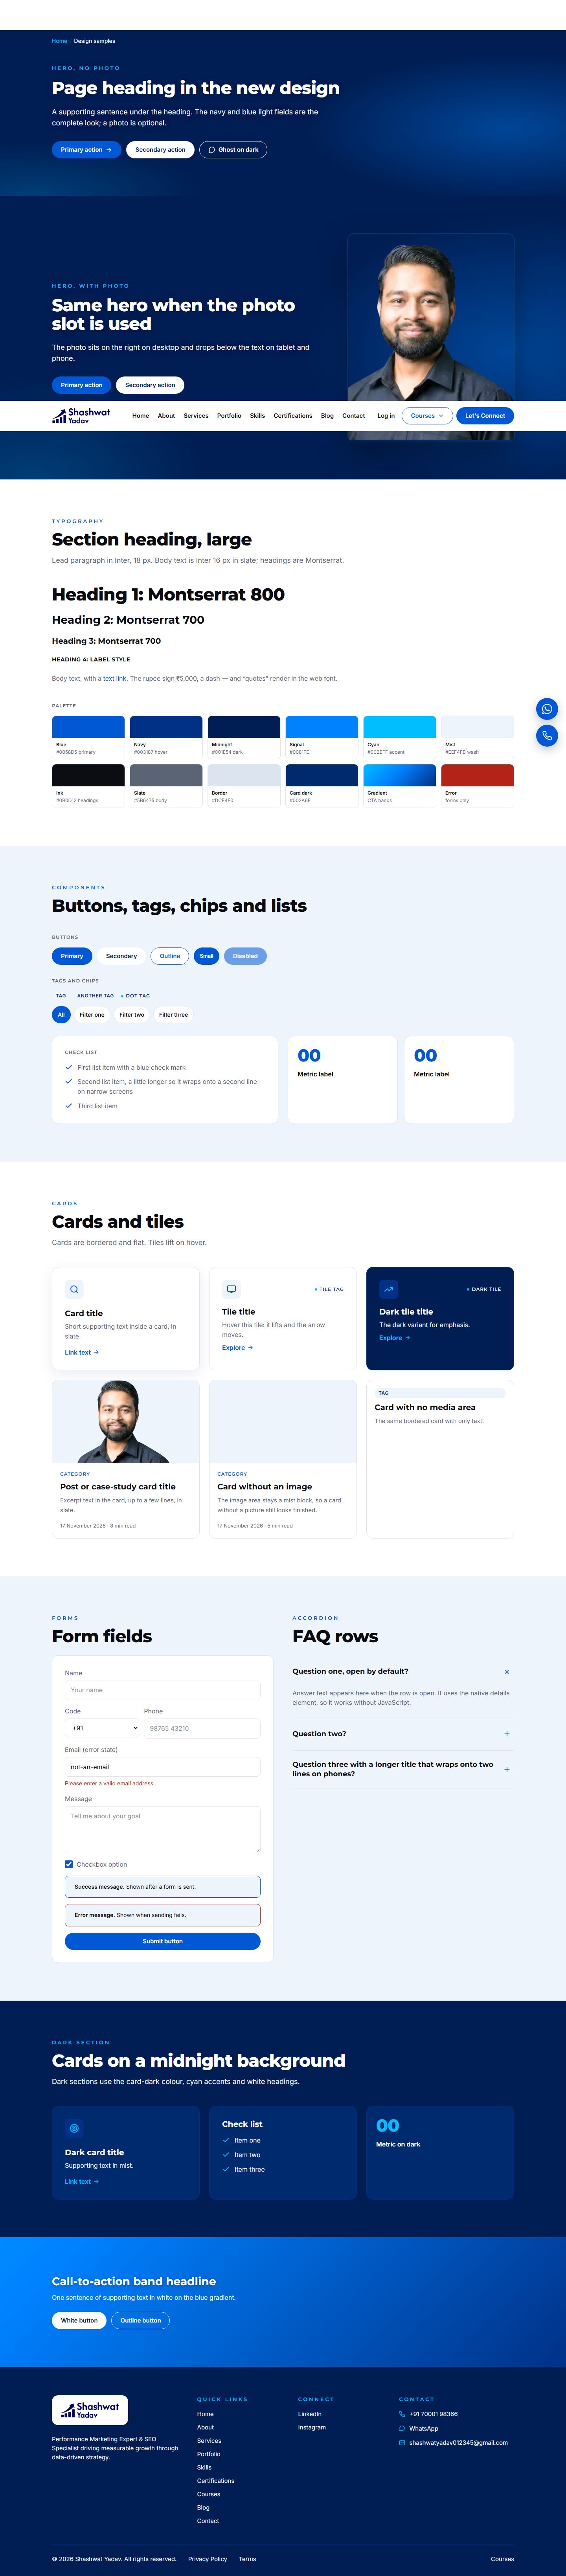 Home / Design samples
HERO, NO PHOTO
Page heading in the new design
A supporting sentence under the heading. The navy and blue light fields are the
complete look; a photo is optional.
Primary action →
Secondary action
Ghost on dark
HERO, WITH PHOTO
Same hero when the photo
slot is used
The photo sits on the right on desktop and drops below the text on tablet and
phone.
Primary action
Secondary action
Shashwat
Yadav
Home
About
Services
Portfolio
Skills
Certifications
Blog
Contact
Log in
Courses
Let's Connect
TYPOGRAPHY
Section heading, large
Lead paragraph in Inter, 18 px. Body text is Inter 16 px in slate; headings are Montserrat.
Heading 1: Montserrat 800
Heading 2: Montserrat 700
Heading 3: Montserrat 700
HEADING 4: LABEL STYLE
Body text, with a text link. The rupee sign ₹5,000, a dash — and “quotes” render in the web font.
PALETTE
Blue
#005BD5 primary
Navy
#003187 hover
Midnight
#001E54 dark
Signal
#0081FE
Cyan
#00BEFF accent
Mist
#EEF4FB wash
Ink
#0B0D12 headings
Slate
#5B6475 body
Border
#DCE4F0
Card dark
#002A6E
Gradient
CTA bands
Error
forms only
COMPONENTS
Buttons, tags, chips and lists
BUTTONS
Primary
Secondary
Outline
Small
Disabled
TAGS AND CHIPS
TAG
ANOTHER TAG
DOT TAG
All
Filter one
Filter two
Filter three
CHECK LIST
First list item with a blue check mark
Second list item, a little longer so it wraps onto a second line
on narrow screens
Third list item
00
Metric label
00
Metric label
CARDS
Cards and tiles
Cards are bordered and flat. Tiles lift on hover.
Card title
Short supporting text inside a card, in
slate.
Link text →
TILE TAG
Tile title
Hover this tile: it lifts and the arrow
moves.
Explore →
DARK TILE
Dark tile title
The dark variant for emphasis.
Explore →
CATEGORY
Post or case-study card title
Excerpt text in the card, up to a few lines, in
slate.
17 November 2026 · 8 min read
CATEGORY
Card without an image
The image area stays a mist block, so a card
without a picture still looks finished.
17 November 2026 · 5 min read
TAG
Card with no media area
The same bordered card with only text.
FORMS
Form fields
Name
Your name
Code
Phone
+91
98765 43210
Email (error state)
not-an-email
Please enter a valid email address.
Message
Tell me about your goal
Checkbox option
Success message. Shown after a form is sent.
Error message. Shown when sending fails.
Submit button
ACCORDION
FAQ rows
Question one, open by default?
Answer text appears here when the row is open. It uses the native details
element, so it works without JavaScript.
Question two?
Question three with a longer title that wraps onto two
lines on phones?
DARK SECTION
Cards on a midnight background
Dark sections use the card-dark colour, cyan accents and white headings.
Dark card title
Supporting text in mist.
Link text →
Check list
Item one
Item two
Item three
00
Metric on dark
Call-to-action band headline
One sentence of supporting text in white on the blue gradient.
White button
Outline button
Shashwat
Yadav
Performance Marketing Expert & SEO
Specialist driving measurable growth through
data-driven strategy.
QUICK LINKS
Home
About
Services
Portfolio
Skills
Certifications
Courses
Blog
Contact
CONNECT
LinkedIn
Instagram
CONTACT
+91 70001 98366
WhatsApp
shashwatyadav012345@gmail.com
© 2026 Shashwat Yadav. All rights reserved.
Privacy Policy
Terms
Courses